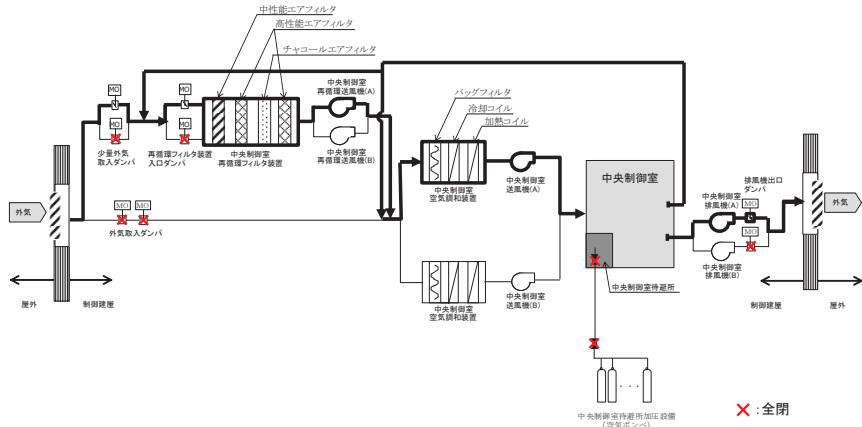 中性能エアフィルタ
高性能エアフィルタ
チャコールエアフィルタ
MO
MO
MO
MO
少量外気
取入ダンパ
再循環フィルタ装置
入口ダンパ
中央制御室
再循環フィルタ装置
中央制御室
再循環送風機(A)
中央制御室
再循環送風機(B)
バッグフィルタ
冷却コイル
加熱コイル
中央制御室
空気調和装置
中央制御室
送風機(A)
中央制御室
空気調和装置
中央制御室
送風機(B)
外気
MO
MO
外気取入ダンパ
屋外
制御建屋
中央制御室
中央制御室待避所
中央制御室
排風機(A)
中央制御室
排風機(B)
排風機出口
ダンパ
MO
MO
外気
制御建屋
屋外
・・・
中央制御室待避所加圧設備
(空気ボンベ)
:全閉